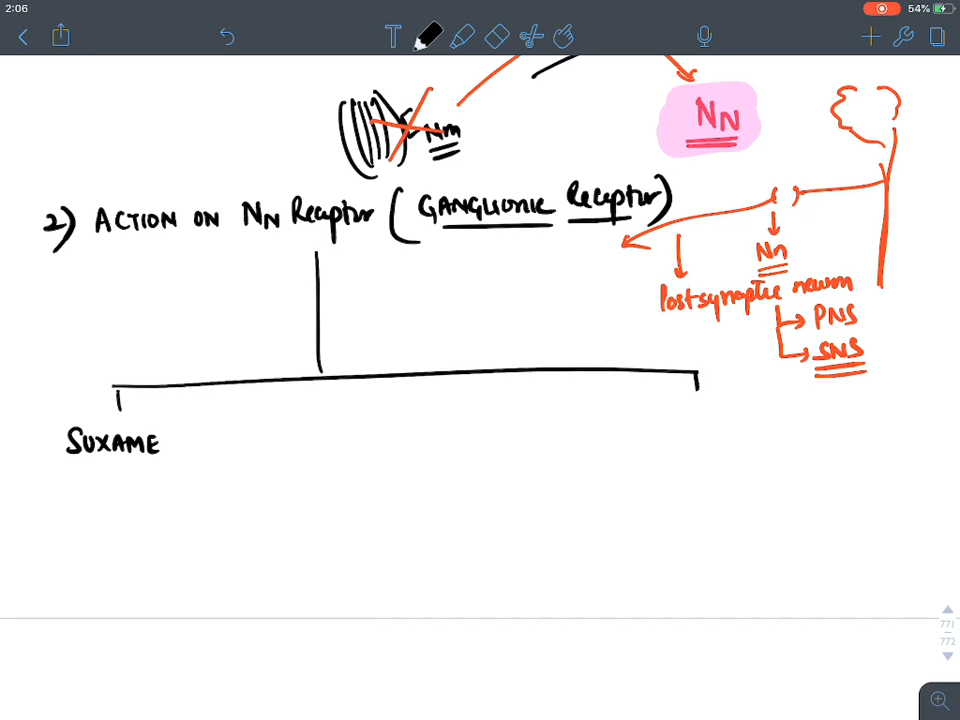 2:06
54%
T
Nm
NN
2) ACTION ON NN Receptor (GANGLIONIC Receptor)
Nn
Postsynaptic neuron
PNS
SNS
SUXAME
771
772